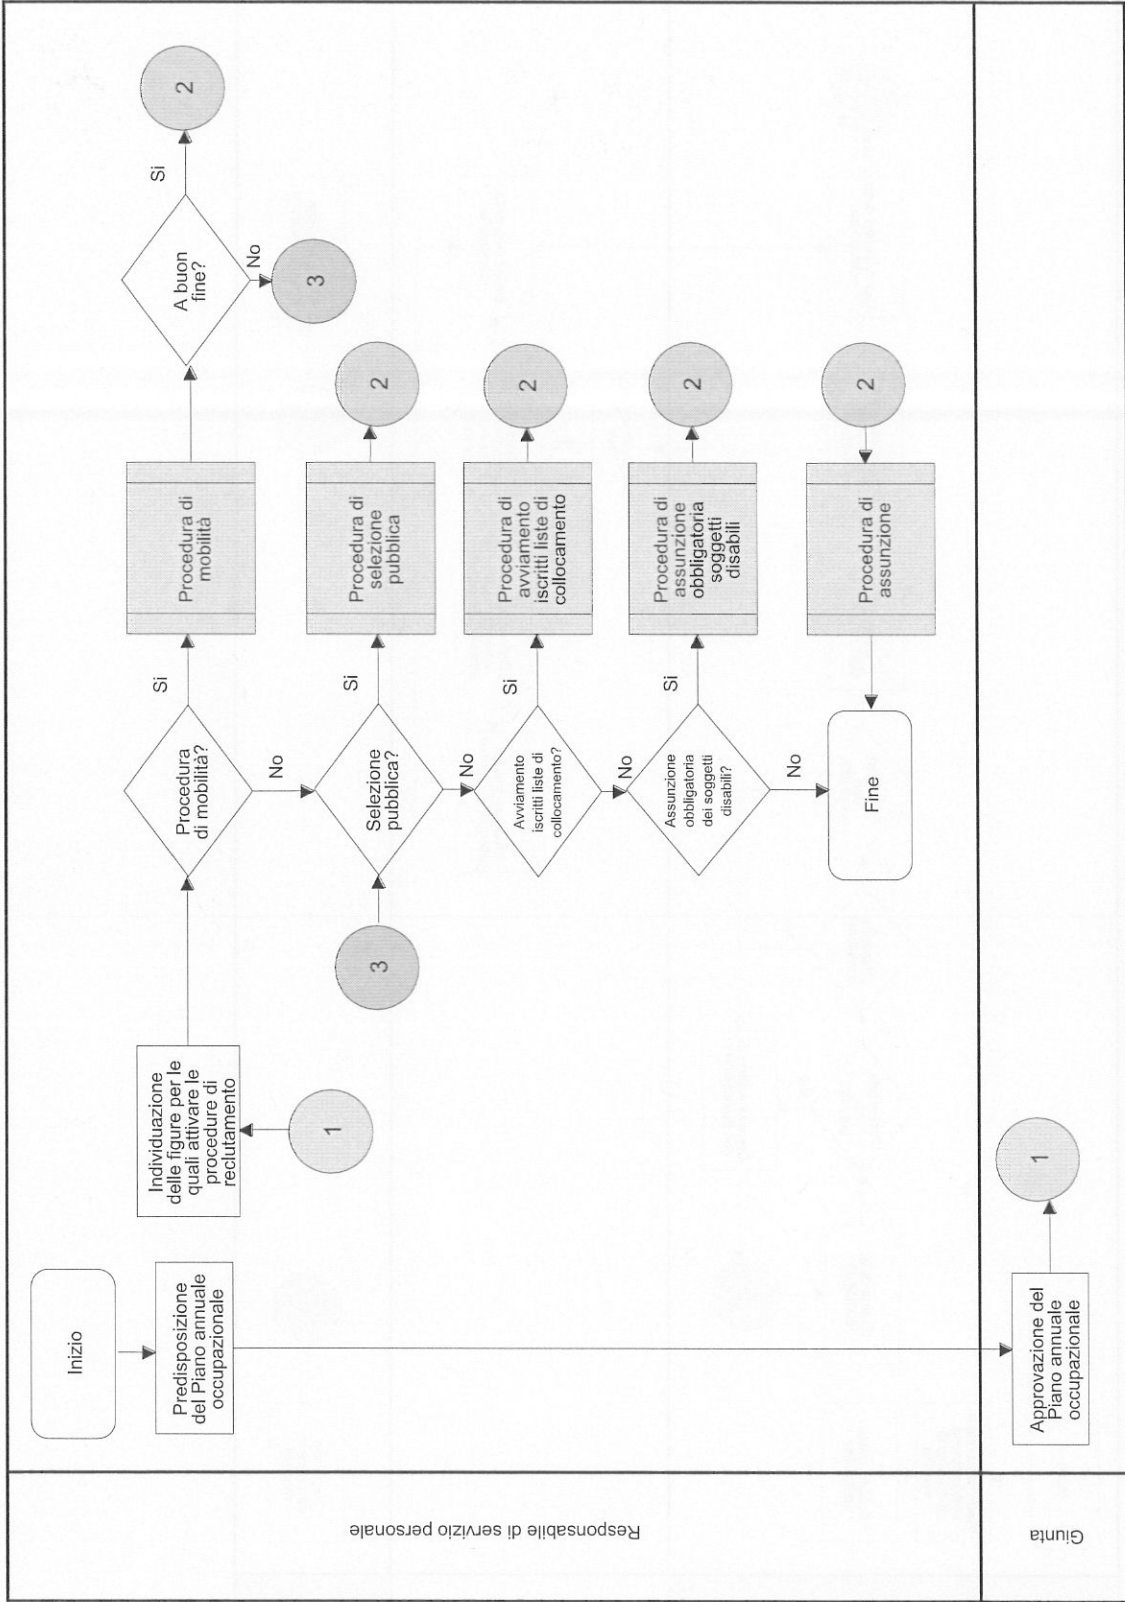 Responsabile di servizio personale
Inizio
Predisposizione
del Piano annuale
occupazionale
Individuazione
delle figure per le
quali attivare le
procedure di
reclutamento
1
Procedura
di mobilità?
Si
No
Procedura di
mobilità
A buon
fine?
Si
2
No
3
3
Selezione
pubblica?
Si
No
Procedura di
selezione
pubblica
2
Avviamento
iscritti liste di
collocamento?
Si
No
Procedura di
avviamento
iscritti liste di
collocamento
2
Assunzione
obbligatoria
dei soggetti
disabili?
Si
No
Procedura di
assunzione
obbligatoria
soggetti
disabili
2
Fine
Procedura di
assunzione
2
Giunta
Approvazione del
Piano annuale
occupazionale
1